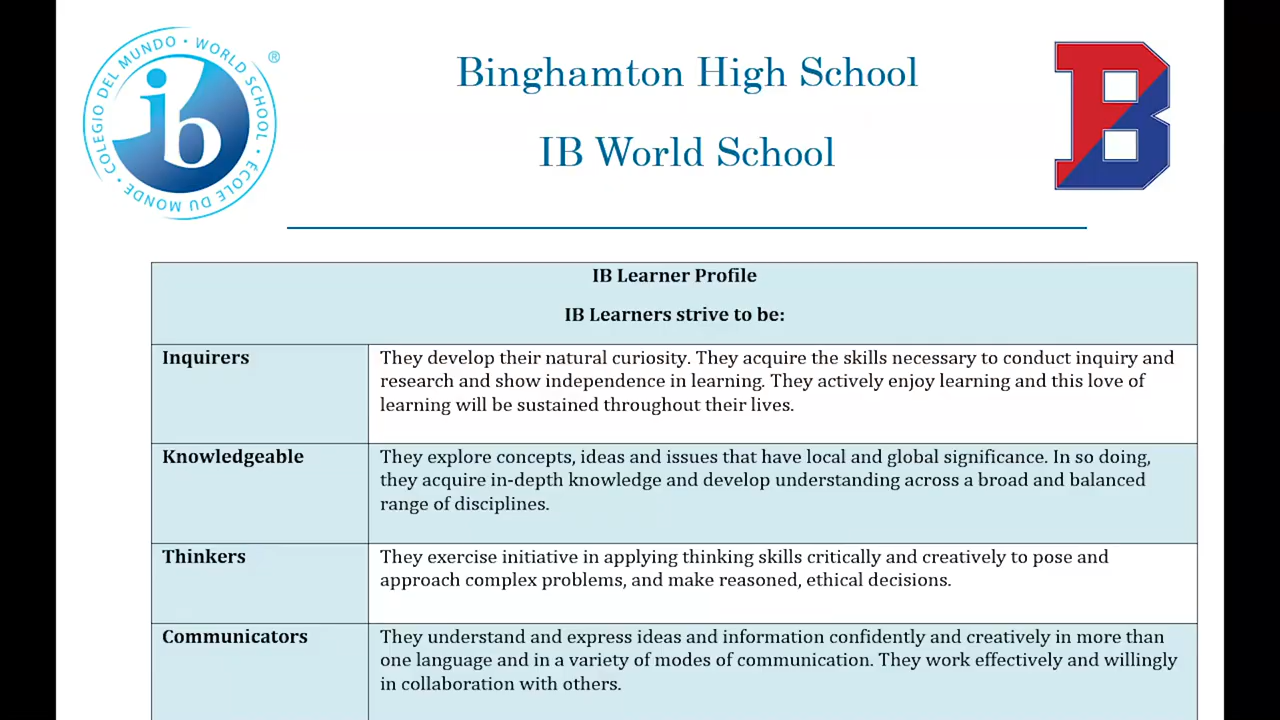 COLEGIO DEL MUNDO • WORLD SCHOOL • ÉCOLE DU MONDE •
®
ib
Binghamton High School
IB World School
B
IB Learner Profile
IB Learners strive to be:
Inquirers
They develop their natural curiosity. They acquire the skills necessary to conduct inquiry and
research and show independence in learning. They actively enjoy learning and this love of
learning will be sustained throughout their lives.
Knowledgeable
They explore concepts, ideas and issues that have local and global significance. In so doing,
they acquire in-depth knowledge and develop understanding across a broad and balanced
range of disciplines.
Thinkers
They exercise initiative in applying thinking skills critically and creatively to pose and
approach complex problems, and make reasoned, ethical decisions.
Communicators
They understand and express ideas and information confidently and creatively in more than
one language and in a variety of modes of communication. They work effectively and willingly
in collaboration with others.